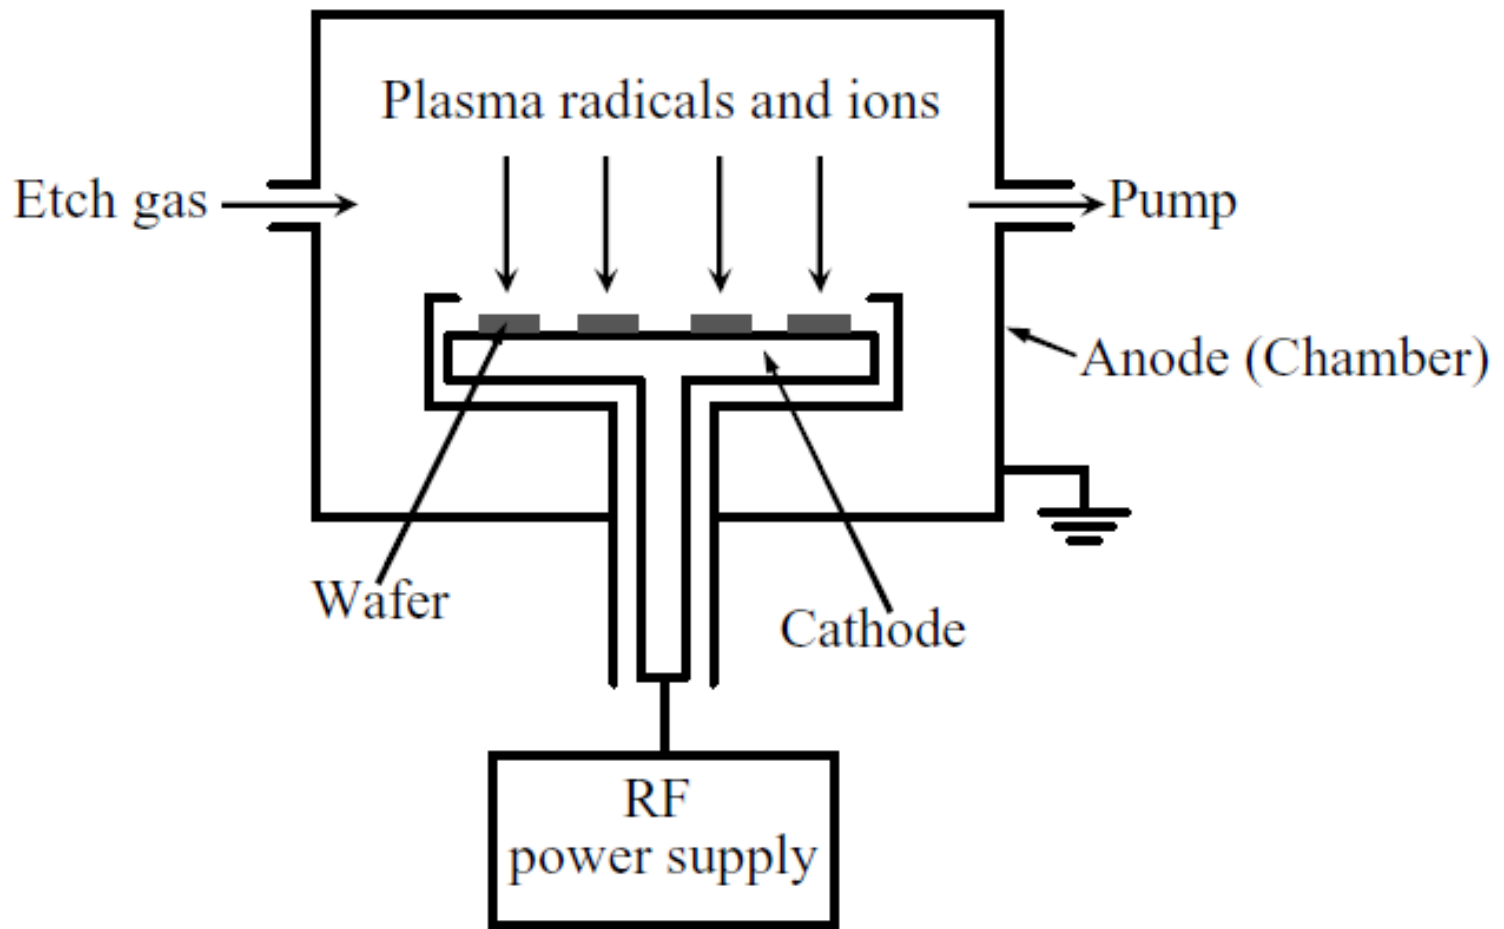 Plasma radicals and ions
Etch gas
Pump
Anode (Chamber)
Wafer
Cathode
RF
power supply